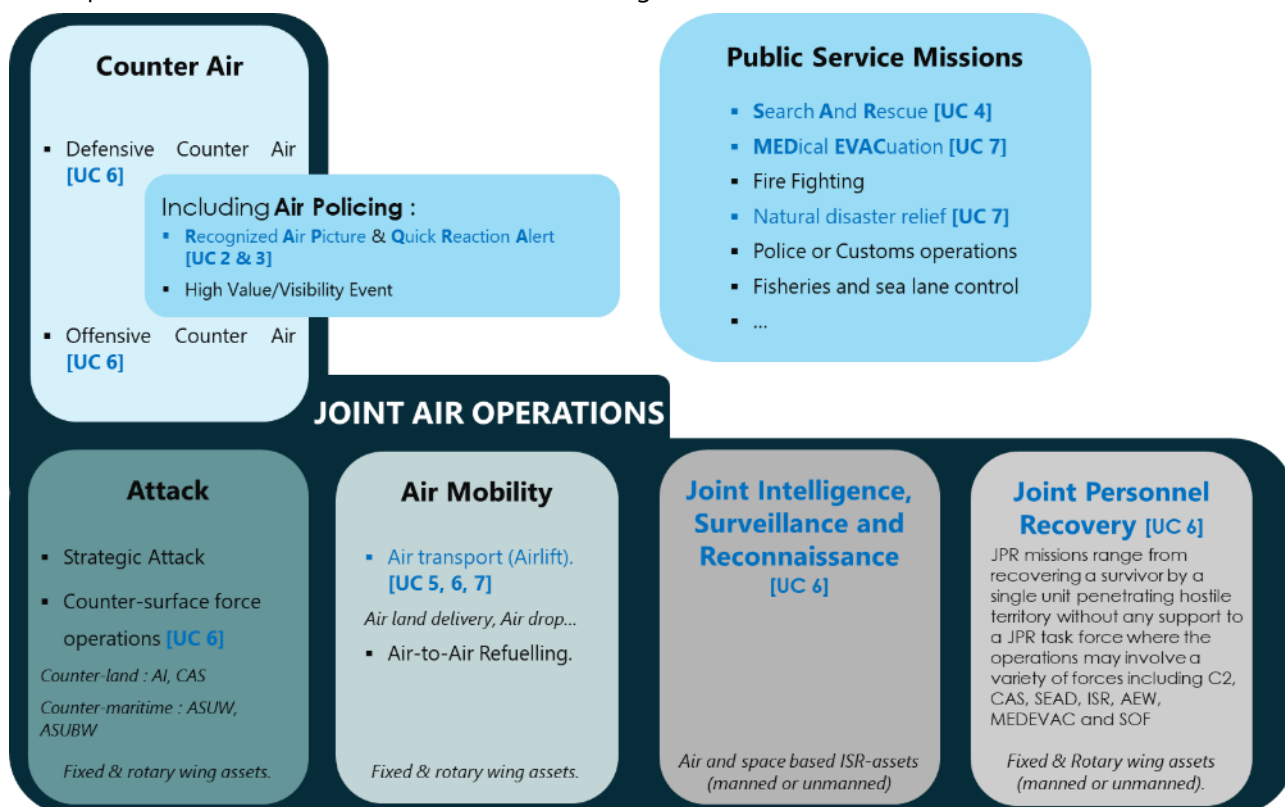 Counter Air
▪ Defensive Counter Air
[UC 6]
Including Air Policing :
▪ Recognized Air Picture & Quick Reaction Alert
[UC 2 & 3]
▪ High Value/Visibility Event
▪ Offensive Counter Air
[UC 6]
Public Service Missions
▪ Search And Rescue [UC 4]
▪ MEDical EVACuation [UC 7]
▪ Fire Fighting
▪ Natural disaster relief [UC 7]
▪ Police or Customs operations
▪ Fisheries and sea lane control
▪ ...
JOINT AIR OPERATIONS
Attack
▪ Strategic Attack
▪ Counter-surface force
operations [UC 6]
Counter-land : AI, CAS
Counter-maritime : ASUW,
ASUBW
Fixed & rotary wing assets.
Air Mobility
▪ Air transport (Airlift).
[UC 5, 6, 7]
Air land delivery, Air drop...
▪ Air-to-Air Refuelling.
Fixed & rotary wing assets.
Joint Intelligence,
Surveillance and
Reconnaissance
[UC 6]
Air and space based ISR-assets
(manned or unmanned)
Joint Personnel
Recovery [UC 6]
JPR missions range from
recovering a survivor by a
single unit penetrating hostile
territory without any support to
a JPR task force where the
operations may involve a
variety of forces including C2,
CAS, SEAD, ISR, AEW,
MEDEVAC and SOF
Fixed & Rotary wing assets
(manned or unmanned).